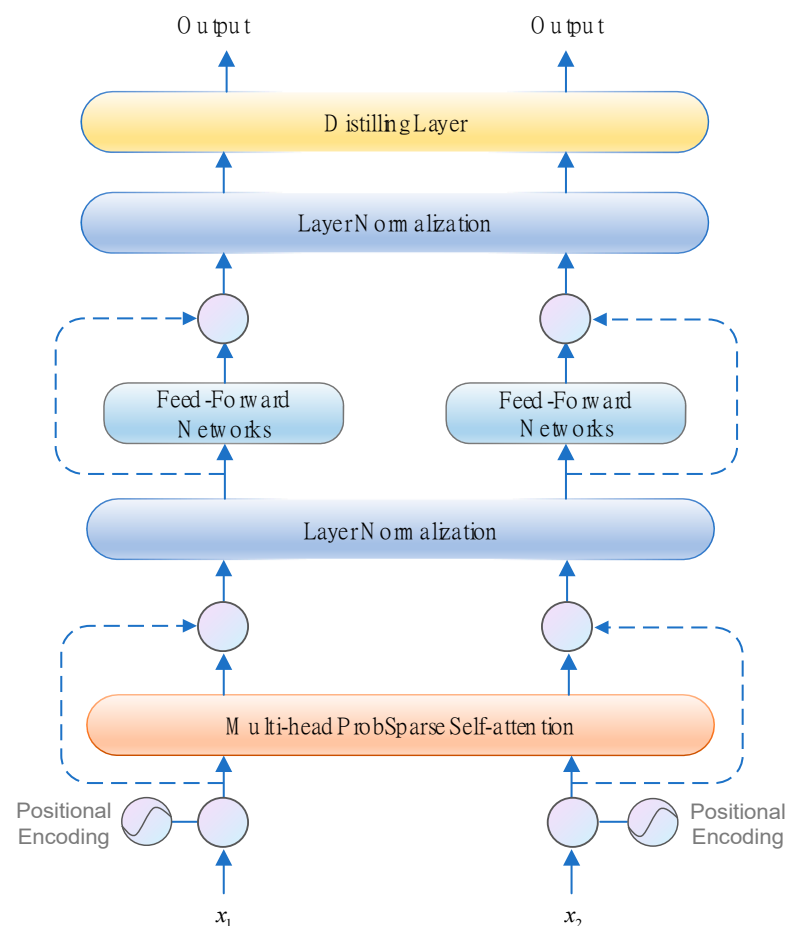 Output Output
Distilling Layer
Layer Normalization
Feed-Forward
Networks
Feed-Forward
Networks
Layer Normalization
Multi-head ProbSparse Self-attention
Positional
Encoding
Positional
Encoding
x₁ x₂